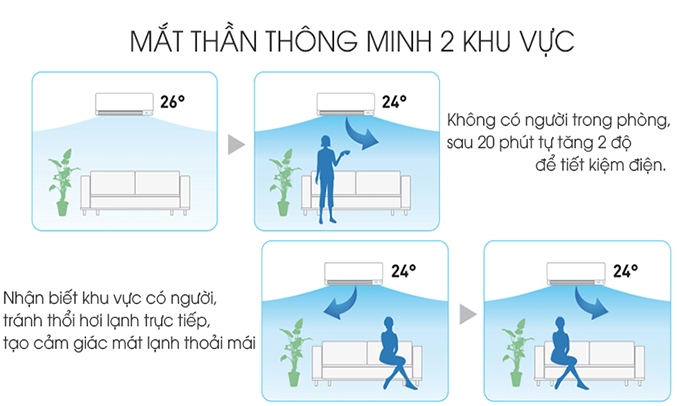 MẮT THẦN THÔNG MINH 2 KHU VỰC
26°
24°
Không có người trong phòng,
sau 20 phút tự tăng 2 độ
để tiết kiệm điện.
24°
24°
Nhận biết khu vực có người,
tránh thổi hơi lạnh trực tiếp,
tạo cảm giác mát lạnh thoải mái